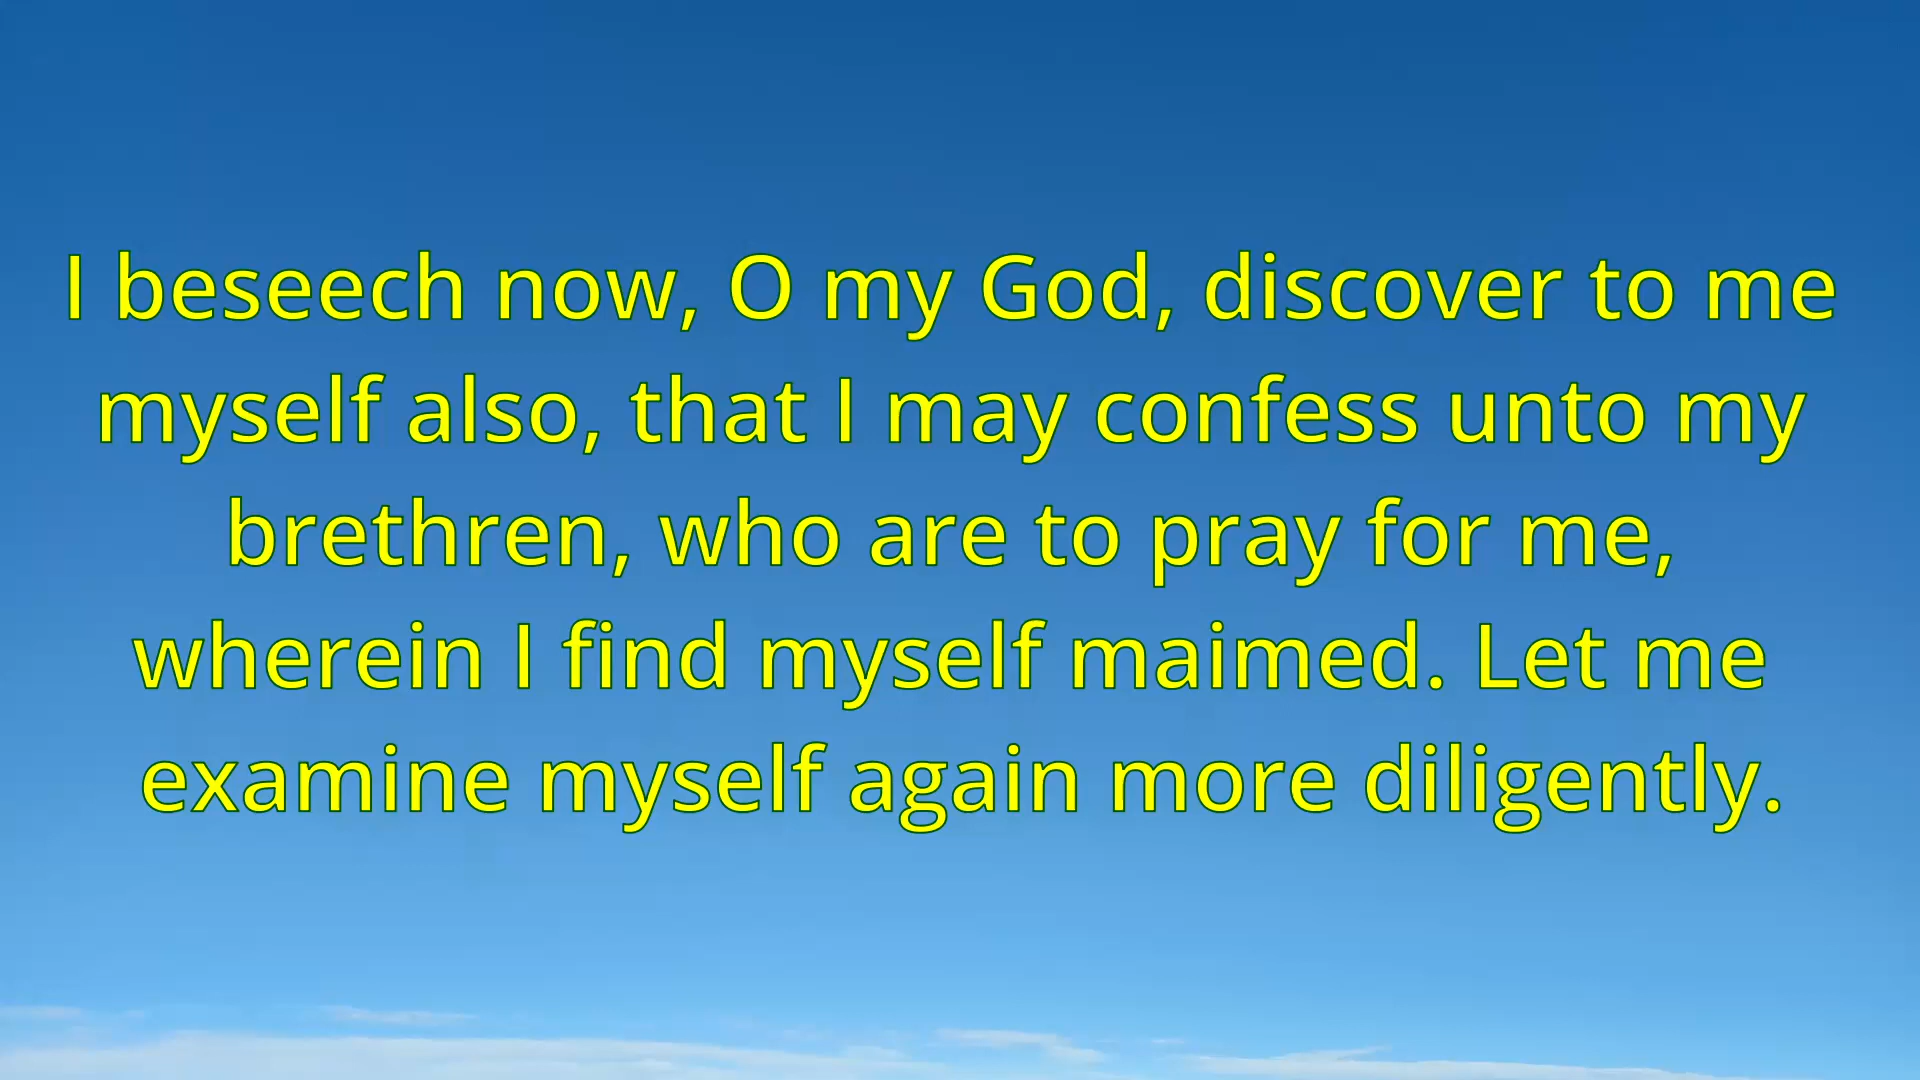 I beseech now, O my God, discover to me
myself also, that I may confess unto my
brethren, who are to pray for me,
wherein I find myself maimed. Let me
examine myself again more diligently.